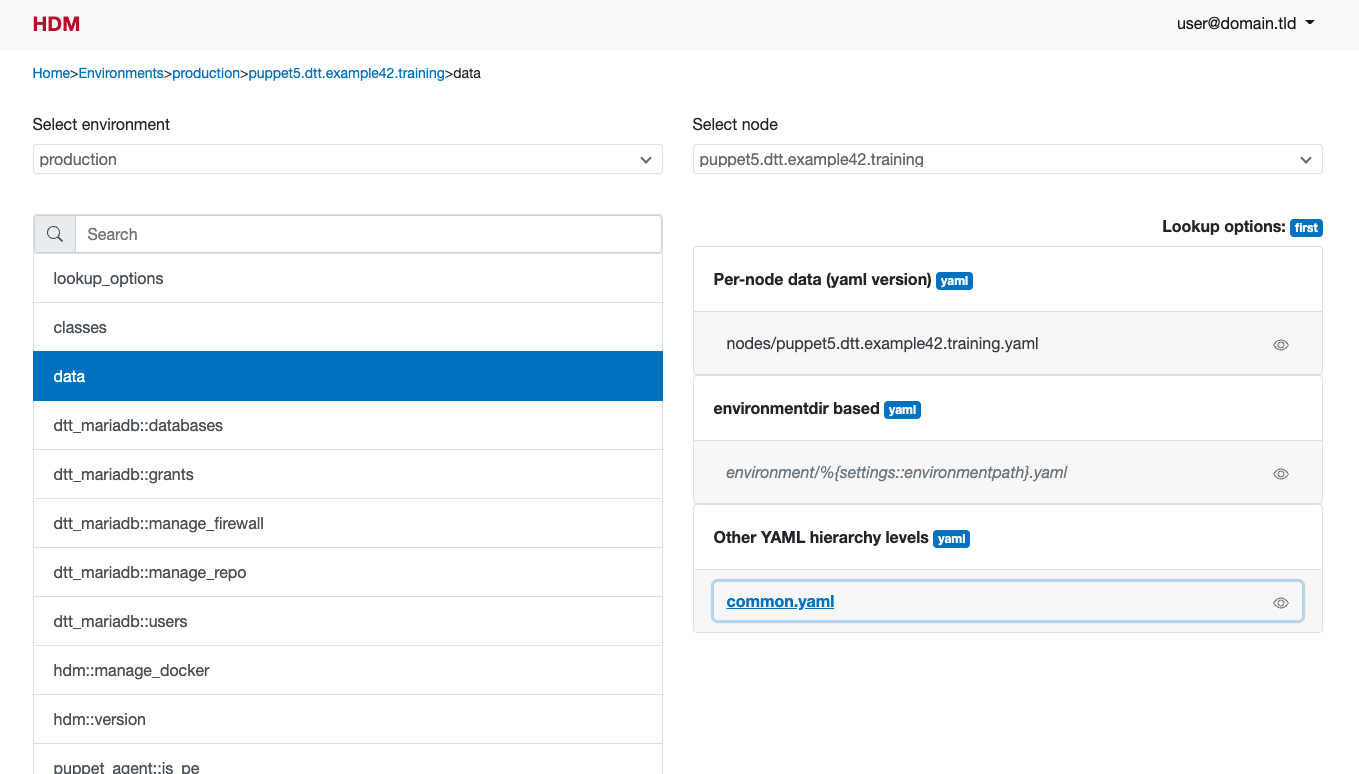 HDM
user@domain.tld
Home>Environments>production>puppet5.dtt.example42.training>data
Select environment
production
Select node
puppet5.dtt.example42.training
Search
lookup_options
classes
data
dtt_mariadb::databases
dtt_mariadb::grants
dtt_mariadb::manage_firewall
dtt_mariadb::manage_repo
dtt_mariadb::users
hdm::manage_docker
hdm::version
puppet_agent::is_pe
Lookup options: first
Per-node data (yaml version) yaml
nodes/puppet5.dtt.example42.training.yaml
environmentdir based yaml
environment/%{settings::environmentpath}.yaml
Other YAML hierarchy levels yaml
common.yaml